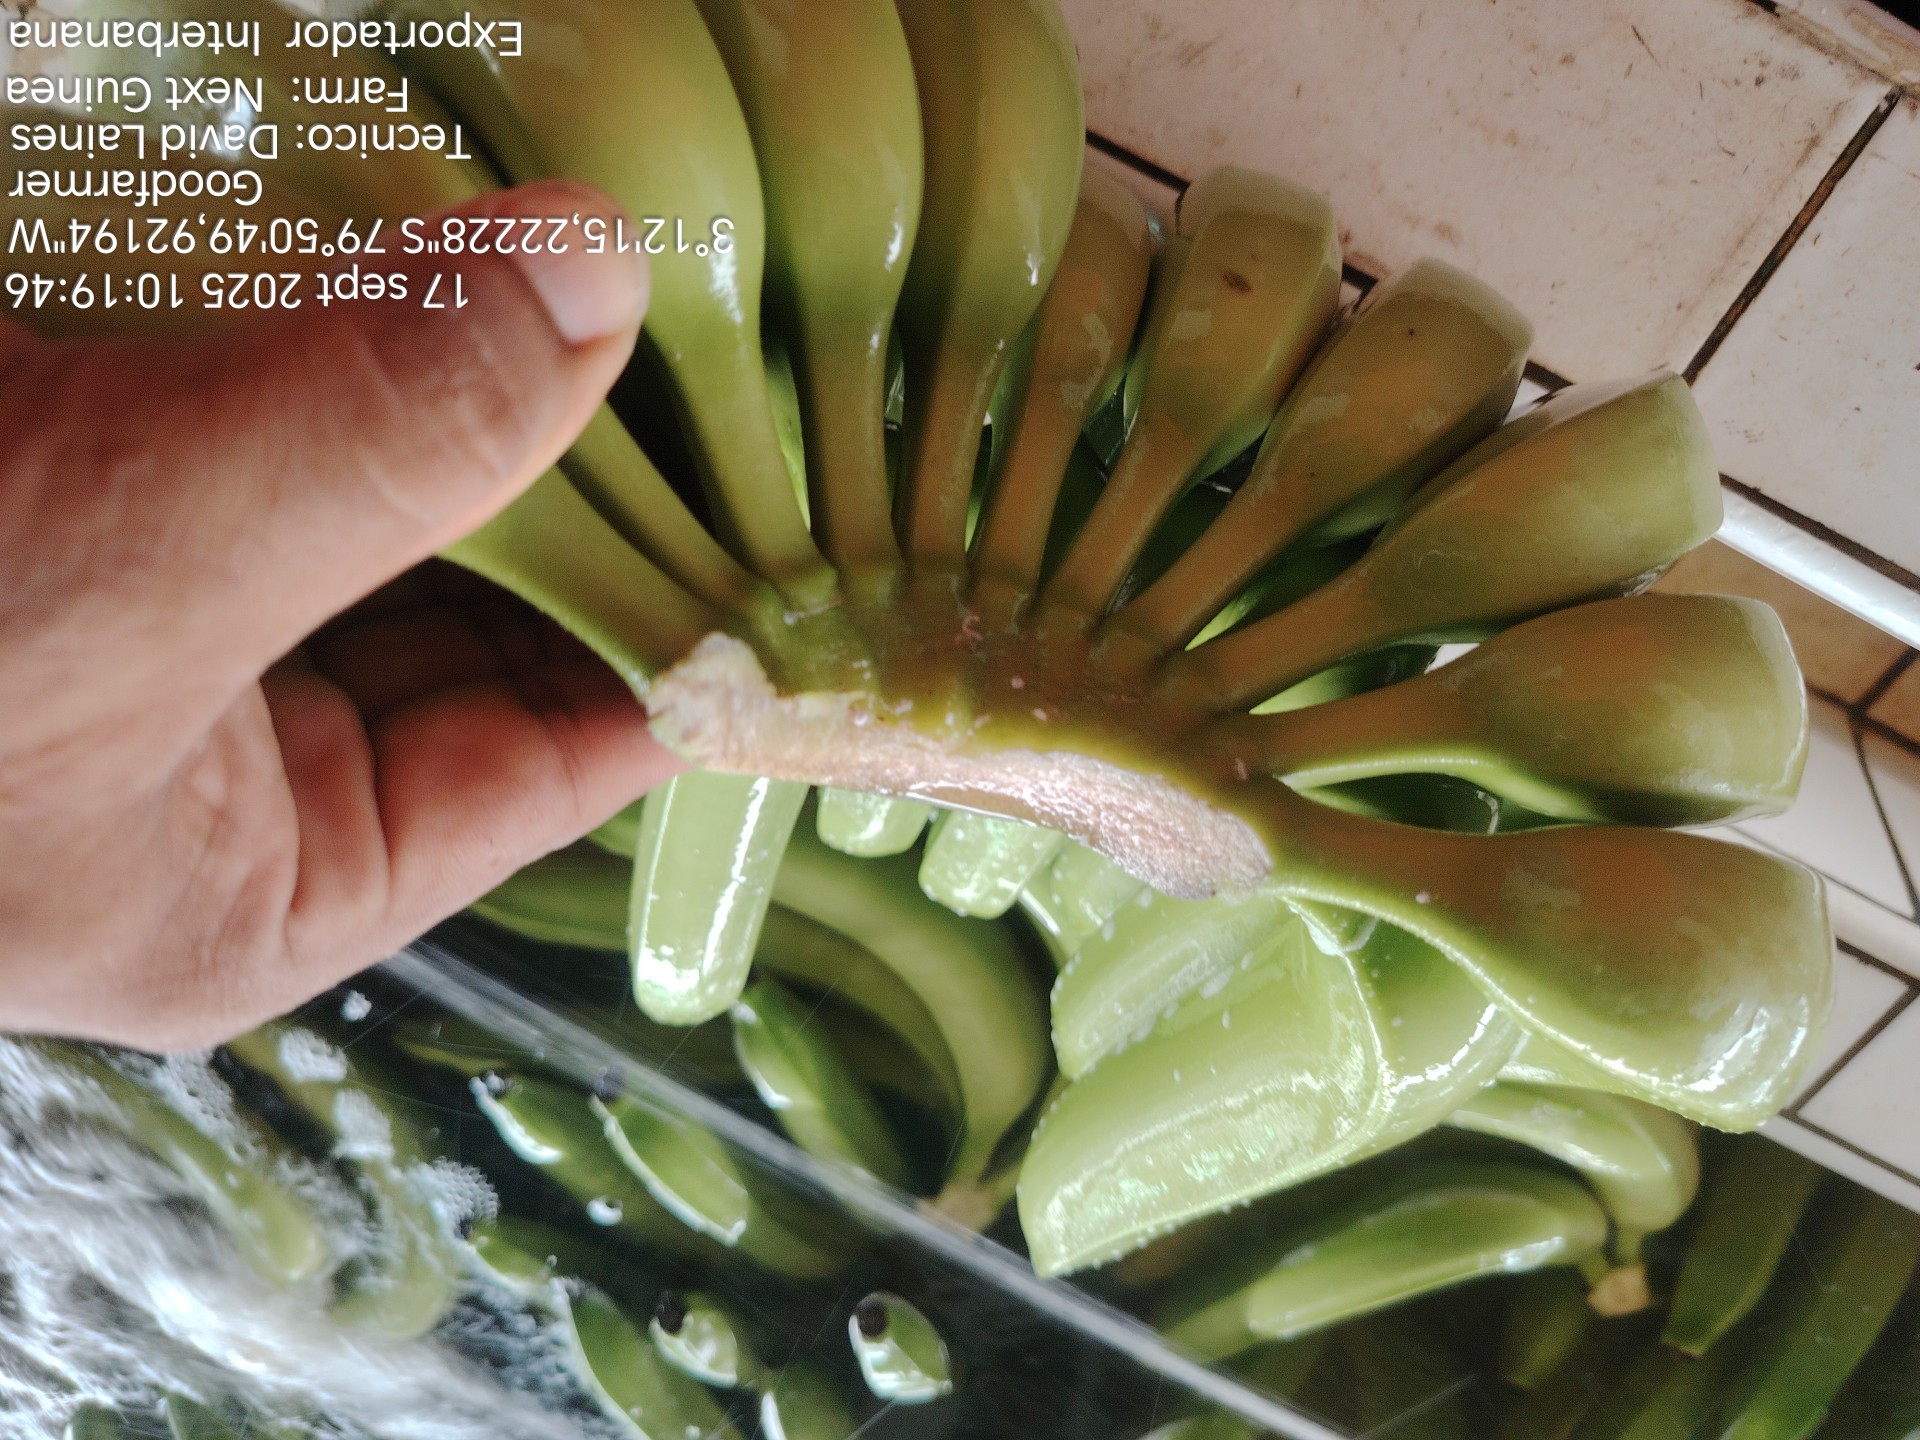 17 sept 2025 10:19:46
3°12'15,22228"S 79°50'49,92194"W
Goodfarmer
Tecnico: David Laines
Farm:  Next Guinea
Exportador  Interbanana